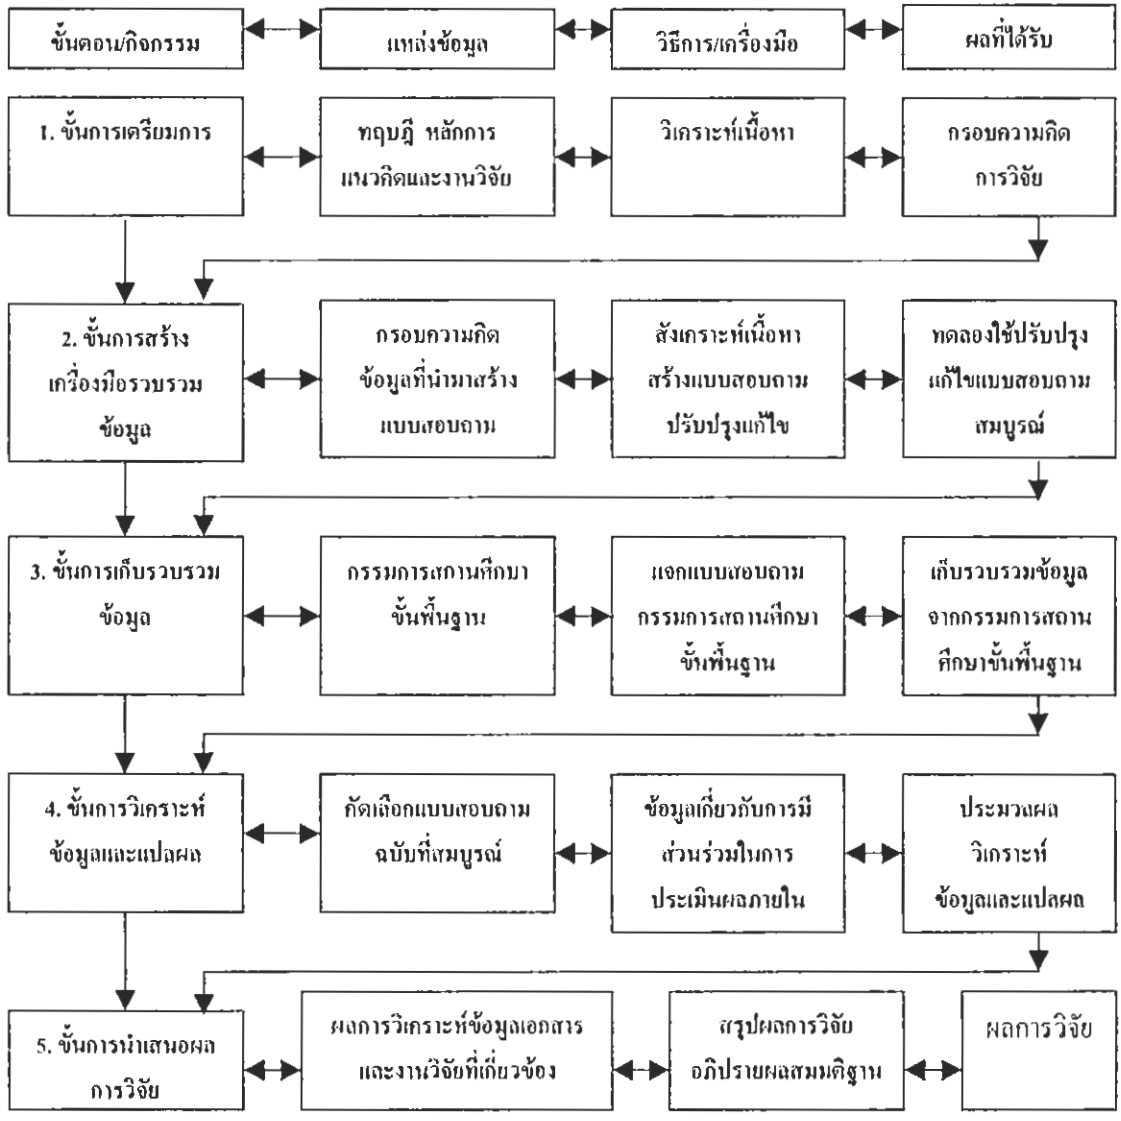 ขั้นตอน/กิจกรรม
แหล่งข้อมูล
วิธีการ/เครื่องมือ
ผลที่ได้รับ
1. ขั้นการเตรียมการ
ทฤษฎี หลักการ
แนวคิดและงานวิจัย
วิเคราะห์เนื้อหา
กรอบความคิด
การวิจัย
2. ขั้นการสร้าง
เครื่องมือรวบรวม
ข้อมูล
กรอบความคิด
ข้อมูลที่นำมาสร้าง
แบบสอบถาม
สังเคราะห์เนื้อหา
สร้างแบบสอบถาม
ปรับปรุงแก้ไข
ทดลองใช้ปรับปรุง
แก้ไขแบบสอบถาม
สมบูรณ์
3. ขั้นการเก็บรวบรวม
ข้อมูล
กรรมการสถานศึกษา
ขั้นพื้นฐาน
แจกแบบสอบถาม
กรรมการสถานศึกษา
ขั้นพื้นฐาน
เก็บรวบรวมข้อมูล
จากกรรมการสถาน
ศึกษาขั้นพื้นฐาน
4. ขั้นการวิเคราะห์
ข้อมูลและแปลผล
คัดเลือกแบบสอบถาม
ฉบับที่สมบูรณ์
ข้อมูลเกี่ยวกับการมี
ส่วนร่วมในการ
ประเมินผลภายใน
ประมวลผล
วิเคราะห์
ข้อมูลและแปลผล
5. ขั้นการนำเสนอผล
การวิจัย
ผลการวิเคราะห์ข้อมูลเอกสาร
และงานวิจัยที่เกี่ยวข้อง
สรุปผลการวิจัย
อภิปรายผลสมมติฐาน
ผลการวิจัย